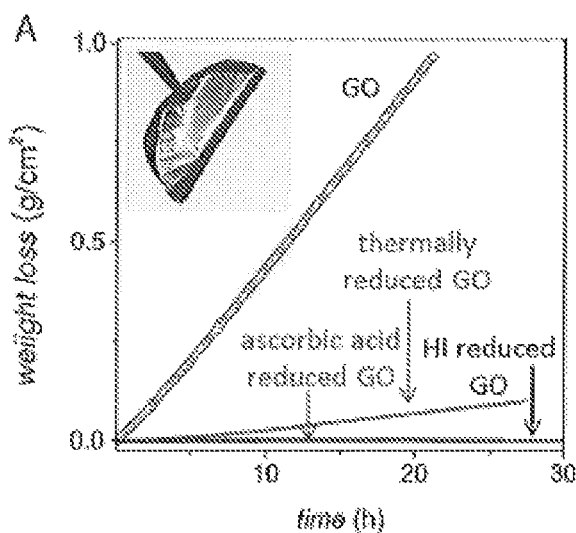 A
1.0
GO
0.5
thermally
reduced GO
ascorbic acid
reduced GO
HI reduced
GO
0.0
10
20
30
time (h)
weight loss (g/cm²)